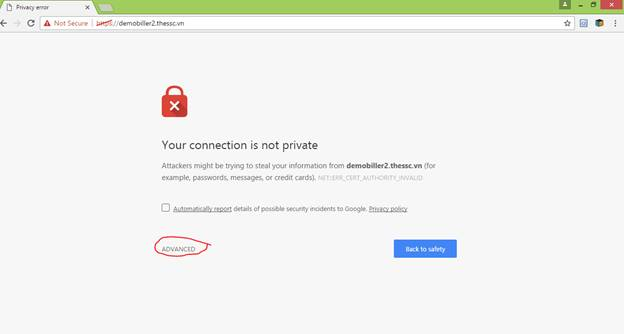 Privacy error
Not Secure | https://demobiller2.thessc.vn
Your connection is not private
Attackers might be trying to steal your information from demobiller2.thessc.vn (for
example, passwords, messages, or credit cards). NET::ERR_CERT_AUTHORITY_INVALID
Automatically report details of possible security incidents to Google. Privacy policy
ADVANCED
Back to safety